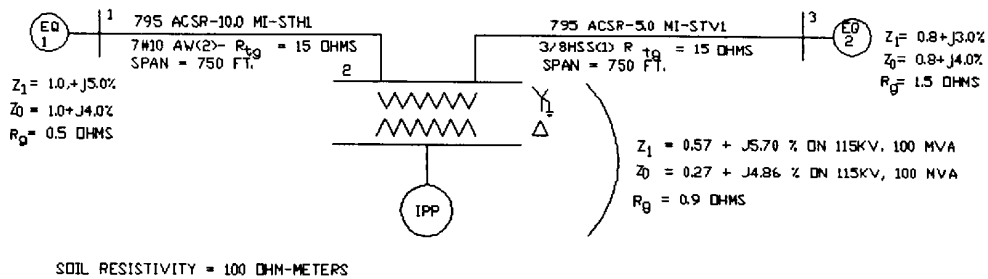 EQ 1
1
795 ACSR-10.0 MI-STH1
7#10 AW(2)- Rtg = 15 OHMS
SPAN = 750 FT.
Z1= 1.0,+J5.0%
Z0 = 1.0+J4.0%
Rg= 0.5 OHMS
2
795 ACSR-5.0 MI-STV1
3/8HSS(1) R tg = 15 OHMS
SPAN = 750 FT.
3
EQ 2
Z1= 0.8+J3.0%
Z0= 0.8+J4.0%
Rg= 1.5 OHMS
Y
Δ
IPP
Z1 = 0.57 + J5.70 % ON 115KV, 100 MVA
Z0 = 0.27 + J4.86 % ON 115KV, 100 MVA
Rg = 0.9 OHMS
SOIL RESISTIVITY = 100 OHM-METERS